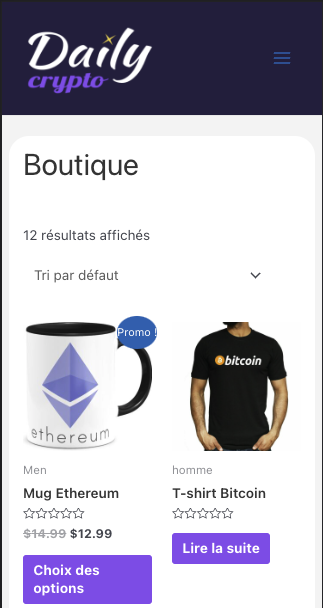 Daily
crypto
Boutique
12 résultats affichés
Tri par défaut
Promo !
ethereum
bitcoin
Men
homme
Mug Ethereum
T-shirt Bitcoin
$14.99 $12.99
Lire la suite
Choix des
options